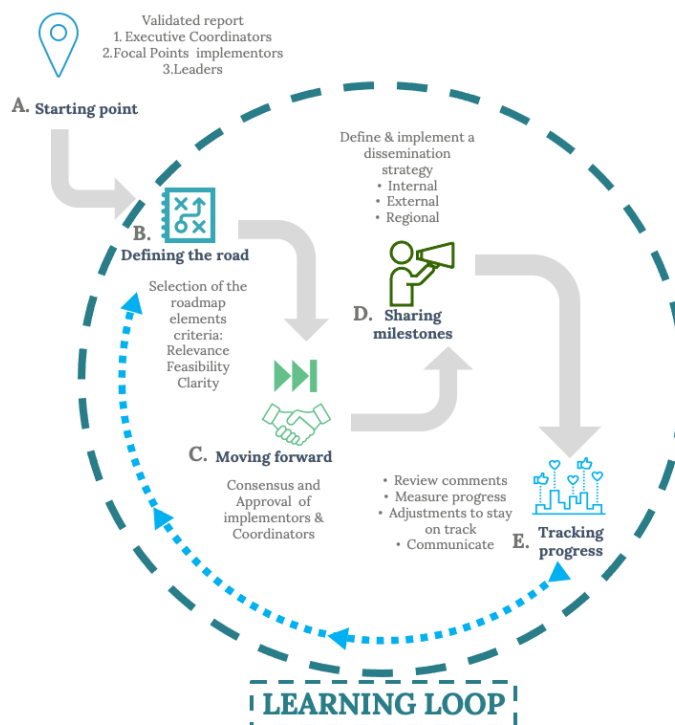 Validated report
1. Executive Coordinators
2.Focal Points implementors
3.Leaders
A. Starting point
B.
Defining the road
Selection of the
roadmap
elements
criteria:
Relevance
Feasibility
Clarity
C. Moving forward
Consensus and
Approval of
implementors &
Coordinators
Define & implement a
dissemination
strategy
• Internal
• External
• Regional
D. Sharing
milestones
• Review comments
• Measure progress
• Adjustments to stay
on track
• Communicate
E. Tracking
progress
LEARNING LOOP